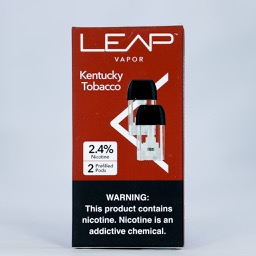 LEAP™
VAPOR
Kentucky
Tobacco
2.4%
Nicotine
2 Prefilled
Pods
WARNING:
This product contains
nicotine. Nicotine is an
addictive chemical.